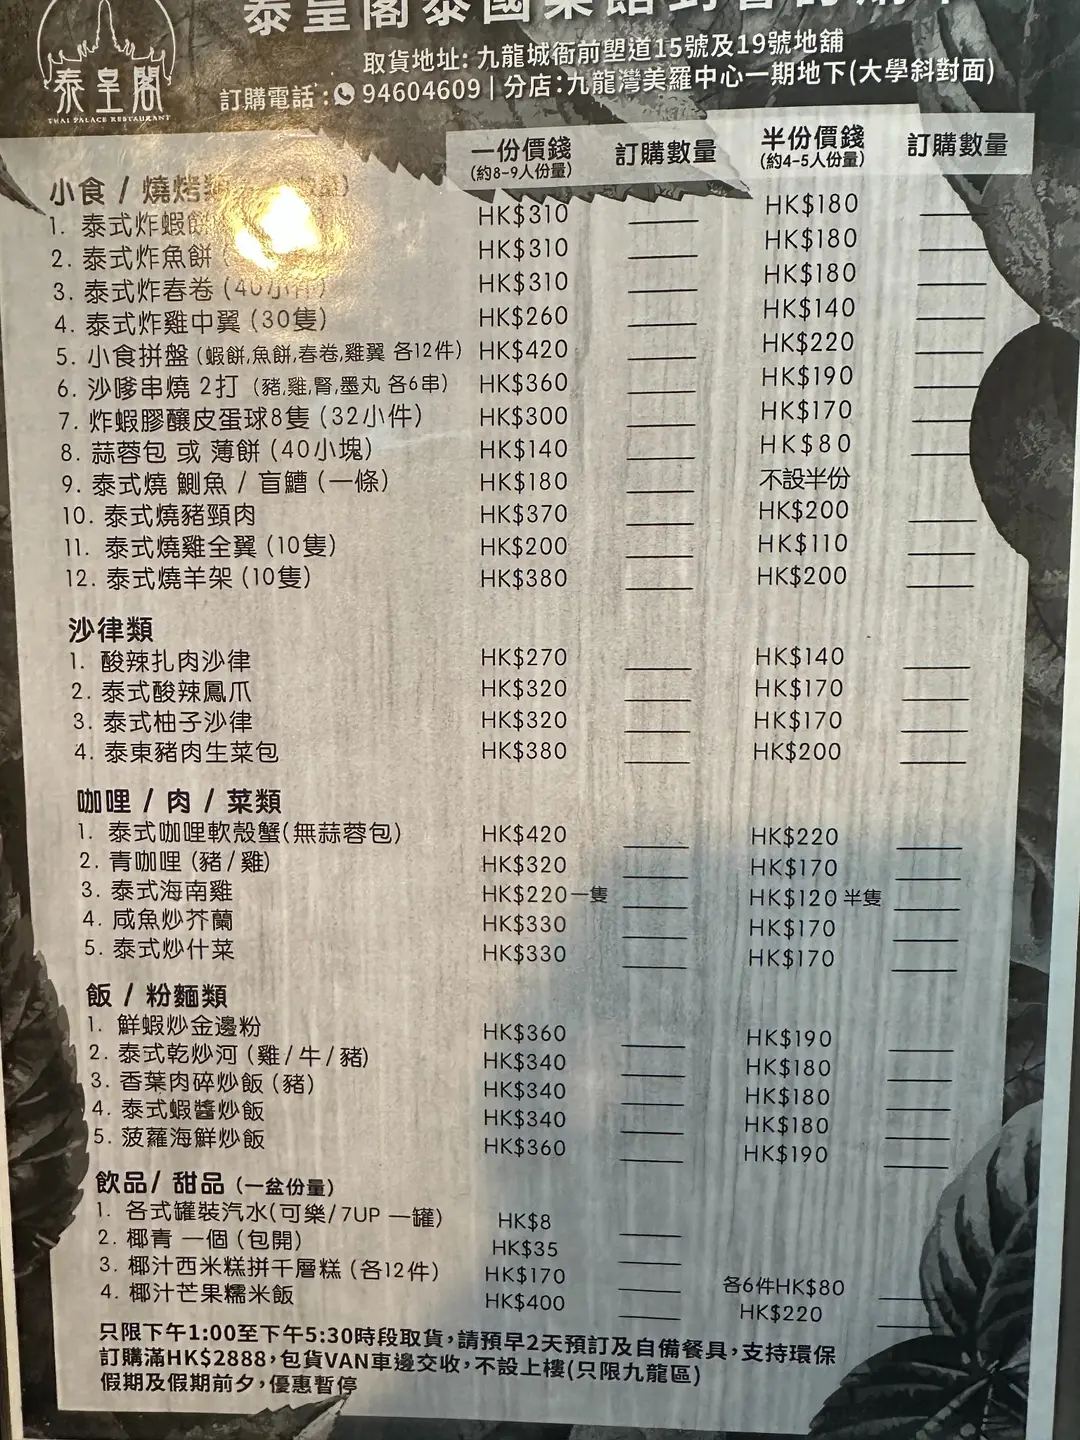 泰皇閣
THAI PALACE RESTAURANT
泰皇閣泰國菜館到會
取貨地址: 九龍城衙前塱道15號及19號地舖
訂購電話: 94604609 | 分店:九龍灣美羅中心一期地下(大學斜對面)
一份價錢 訂購數量 半份價錢 訂購數量
(約8-9人份量) (約4-5人份量)
小食 / 燒烤類
1. 泰式炸蝦餅 HK$310 HK$180
2. 泰式炸魚餅 HK$310 HK$180
3. 泰式炸春卷 (40小件) HK$310 HK$180
4. 泰式炸雞中翼 (30隻) HK$260 HK$140
5. 小食拼盤 (蝦餅,魚餅,春卷,雞翼 各12件) HK$420 HK$220
6. 沙嗲串燒 2打 (豬,雞,腎,墨丸 各6串) HK$360 HK$190
7. 炸蝦膠釀皮蛋球8隻 (32小件) HK$300 HK$170
8. 蒜蓉包 或 薄餅 (40小塊) HK$140 HK$80
9. 泰式燒 鰂魚 / 盲鰽 (一條) HK$180 不設半份
10. 泰式燒豬頸肉 HK$370 HK$200
11. 泰式燒雞全翼 (10隻) HK$200 HK$110
12. 泰式燒羊架 (10隻) HK$380 HK$200
沙律類
1. 酸辣扎肉沙律 HK$270 HK$140
2. 泰式酸辣鳳爪 HK$320 HK$170
3. 泰式柚子沙律 HK$320 HK$170
4. 泰東豬肉生菜包 HK$380 HK$200
咖哩 / 肉 / 菜類
1. 泰式咖哩軟殼蟹(無蒜蓉包) HK$420 HK$220
2. 青咖哩 (豬/雞) HK$320 HK$170
3. 泰式海南雞 HK$220一隻 HK$120半隻
4. 咸魚炒芥蘭 HK$330 HK$170
5. 泰式炒什菜 HK$330 HK$170
飯 / 粉麵類
1. 鮮蝦炒金邊粉 HK$360 HK$190
2. 泰式乾炒河 (雞/牛/豬) HK$340 HK$180
3. 香葉肉碎炒飯 (豬) HK$340 HK$180
4. 泰式蝦醬炒飯 HK$340 HK$180
5. 菠蘿海鮮炒飯 HK$360 HK$190
飲品/ 甜品 (一盆份量)
1. 各式罐裝汽水(可樂/7UP 一罐) HK$8
2. 椰青 一個 (包開) HK$35
3. 椰汁西米糕拼千層糕 (各12件) HK$170 各6件HK$80
4. 椰汁芒果糯米飯 HK$400 HK$220
只限下午1:00至下午5:30時段取貨,請預早2天預訂及自備餐具,支持環保
訂購滿HK$2888,包貨VAN車邊交收,不設上樓(只限九龍區)
假期及假期前夕,優惠暫停